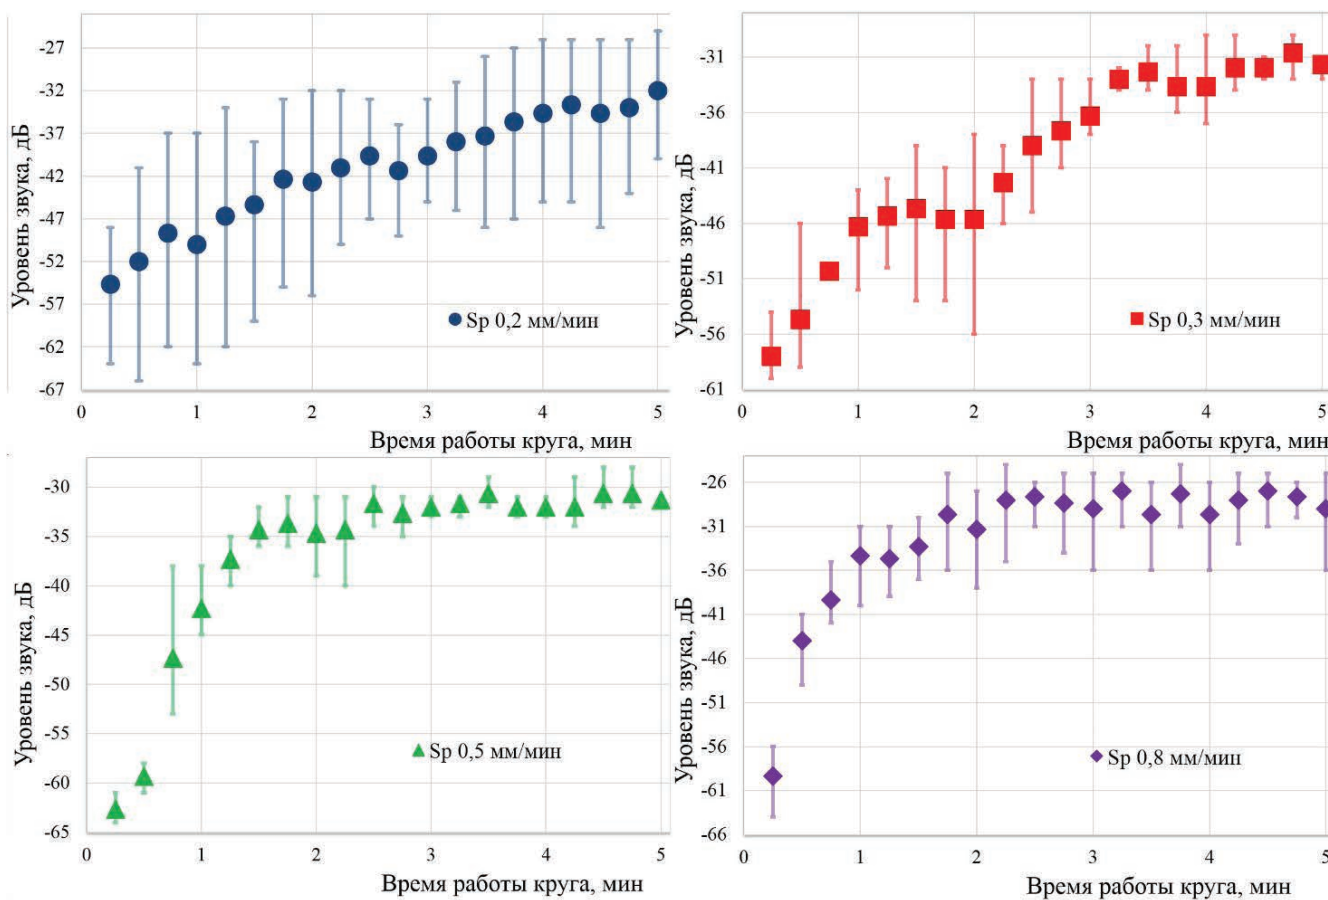 Уровень звука, дБ
-27
-32
-37
-42
-47
-52
-57
-62
-67
0 1 2 3 4 5
Время работы круга, мин
Sp 0,2 мм/мин
Уровень звука, дБ
-31
-36
-41
-46
-51
-56
-61
0 1 2 3 4 5
Время работы круга, мин
Sp 0,3 мм/мин
Уровень звука, дБ
-30
-35
-40
-45
-50
-55
-60
-65
0 1 2 3 4 5
Время работы круга, мин
Sp 0,5 мм/мин
Уровень звука, дБ
-26
-31
-36
-41
-46
-51
-56
-61
-66
0 1 2 3 4 5
Время работы круга, мин
Sp 0,8 мм/мин